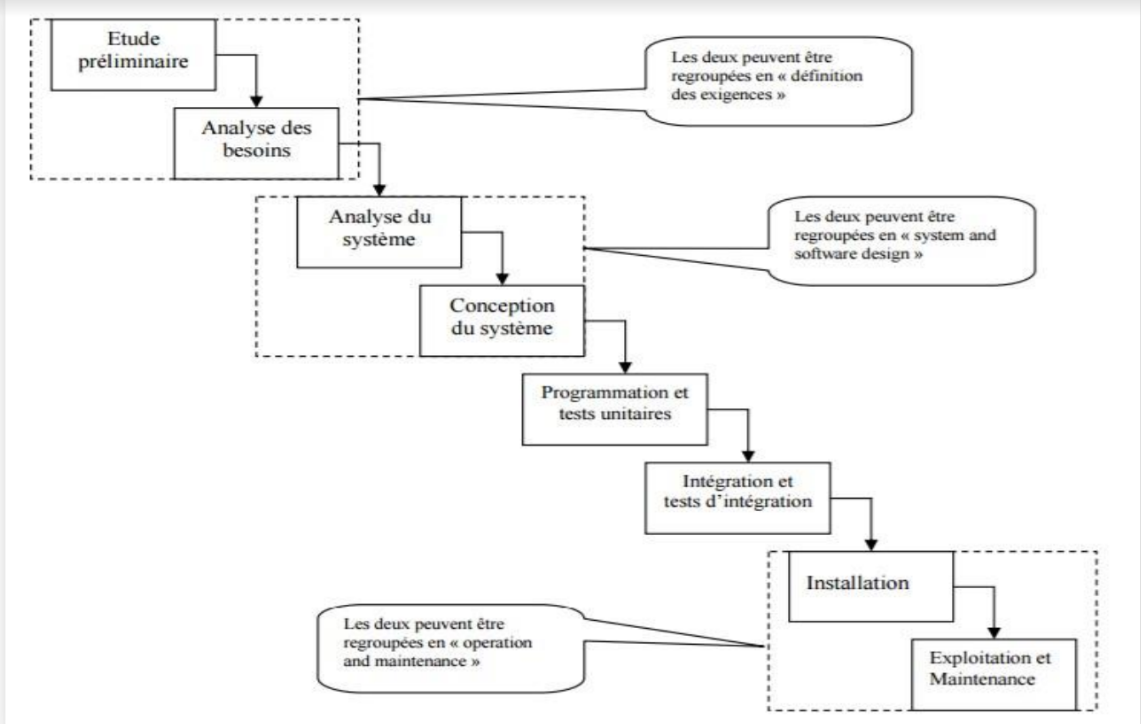 Etude
préliminaire
Les deux peuvent être
regroupées en « définition
des exigences »
Analyse des
besoins
Analyse du
système
Les deux peuvent être
regroupées en « system and
software design »
Conception
du système
Programmation et
tests unitaires
Intégration et
tests d’intégration
Installation
Les deux peuvent être
regroupées en « operation
and maintenance »
Exploitation et
Maintenance